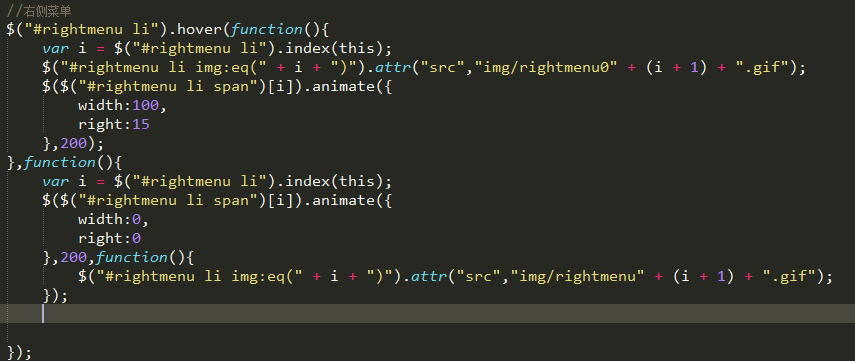 //右侧菜单
$("#rightmenu li").hover(function(){
    var i = $("#rightmenu li").index(this);
    $("#rightmenu li img:eq(" + i + ")").attr("src","img/rightmenu0" + (i + 1) + ".gif");
    $($("#rightmenu li span")[i]).animate({
        width:100,
        right:15
    },200);
},function(){
    var i = $("#rightmenu li").index(this);
    $($("#rightmenu li span")[i]).animate({
        width:0,
        right:0
    },200,function(){
        $("#rightmenu li img:eq(" + i + ")").attr("src","img/rightmenu" + (i + 1) + ".gif");
    });
});